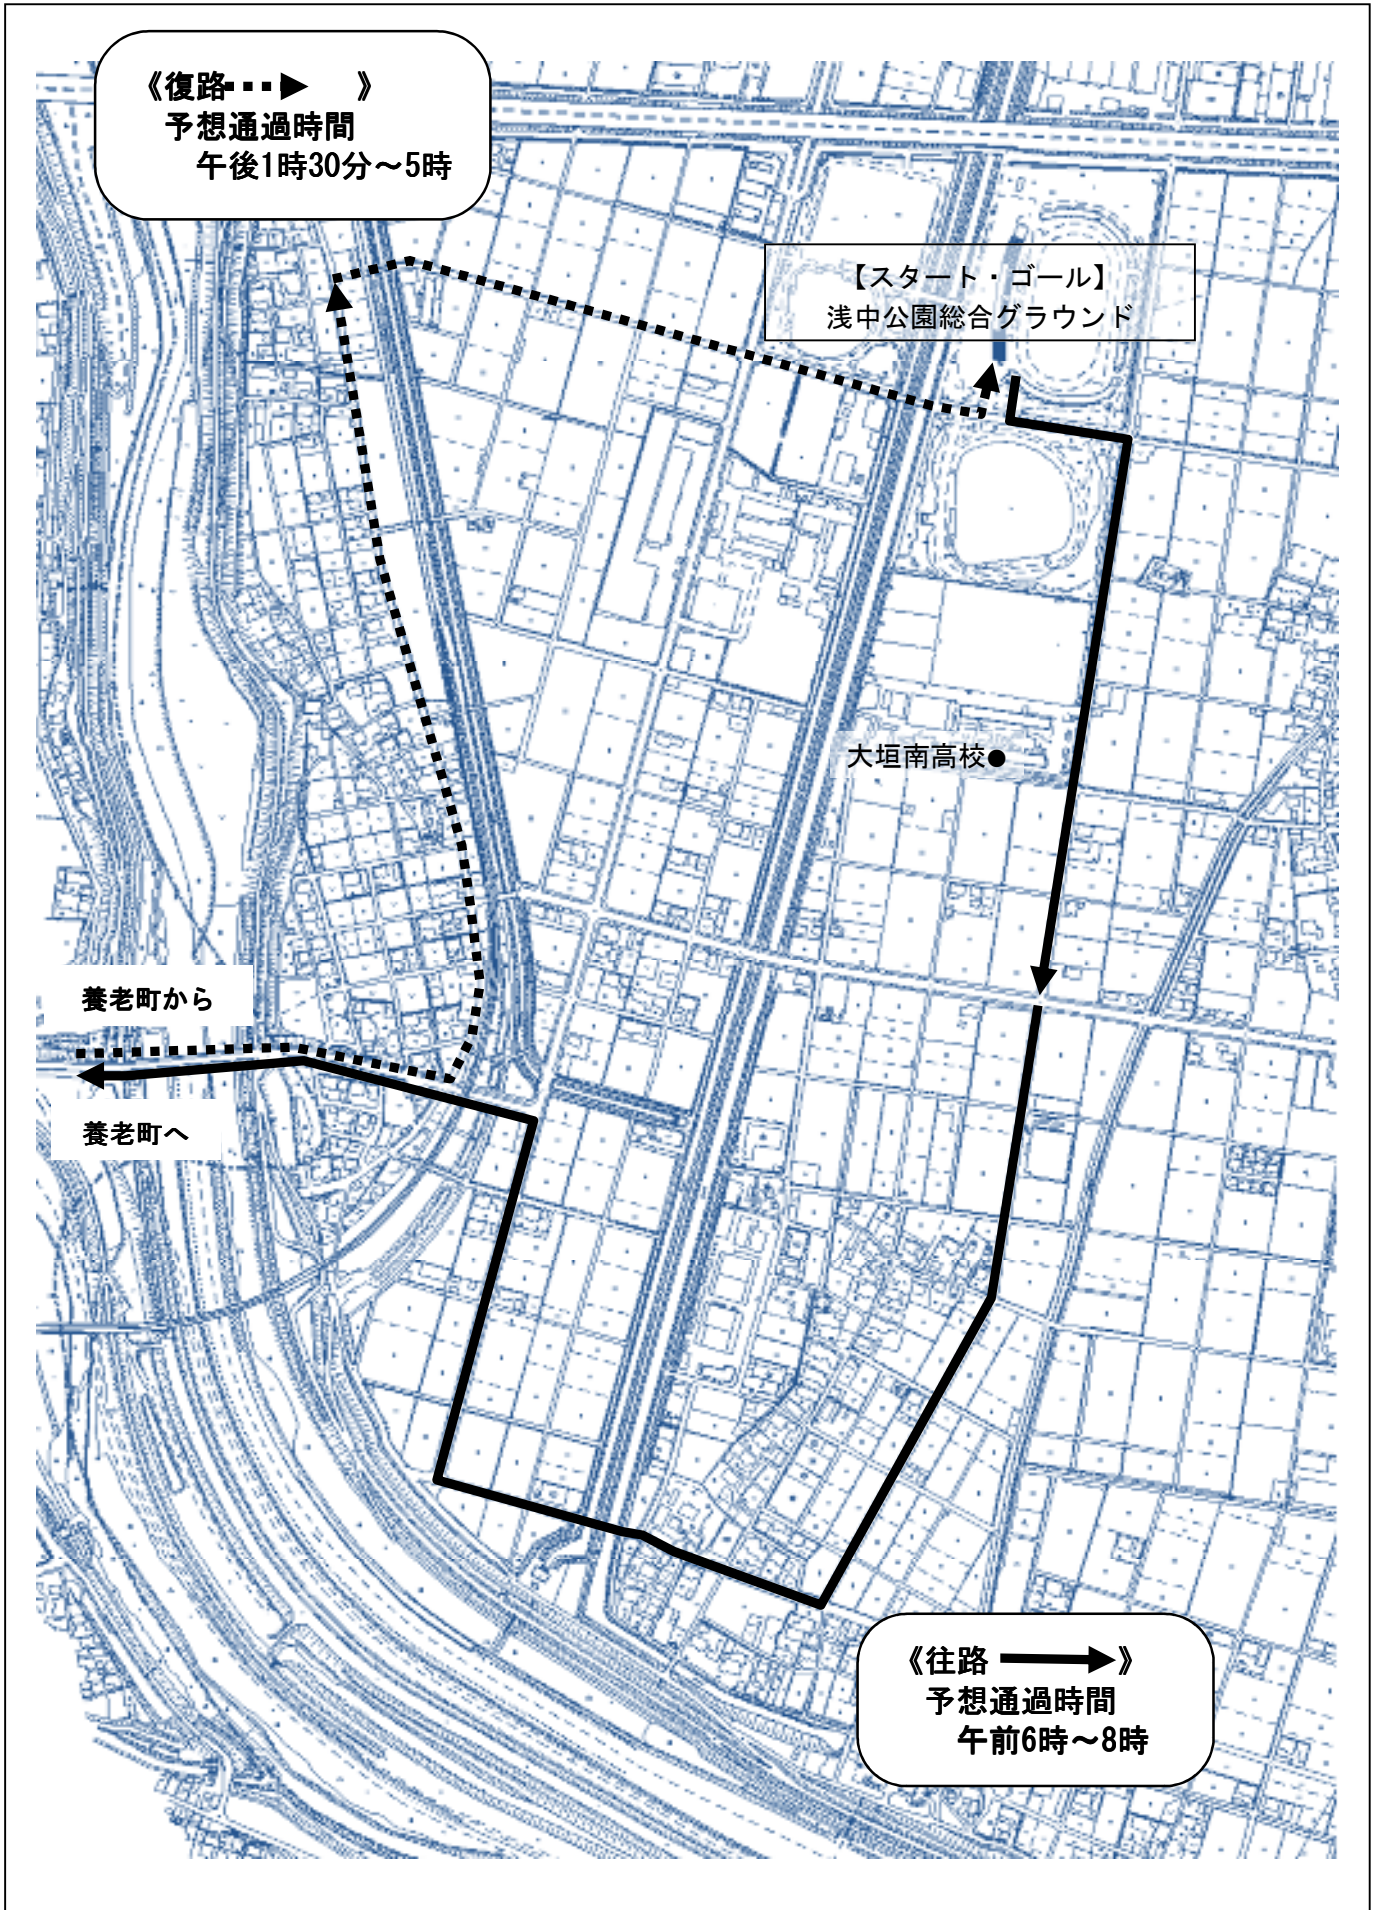 《復路 》
予想通過時間
午後1時30分～5時
【スタート・ゴール】
浅中公園総合グラウンド
大垣南高校●
養老町から
養老町へ
《往路 》
予想通過時間
午前6時～8時